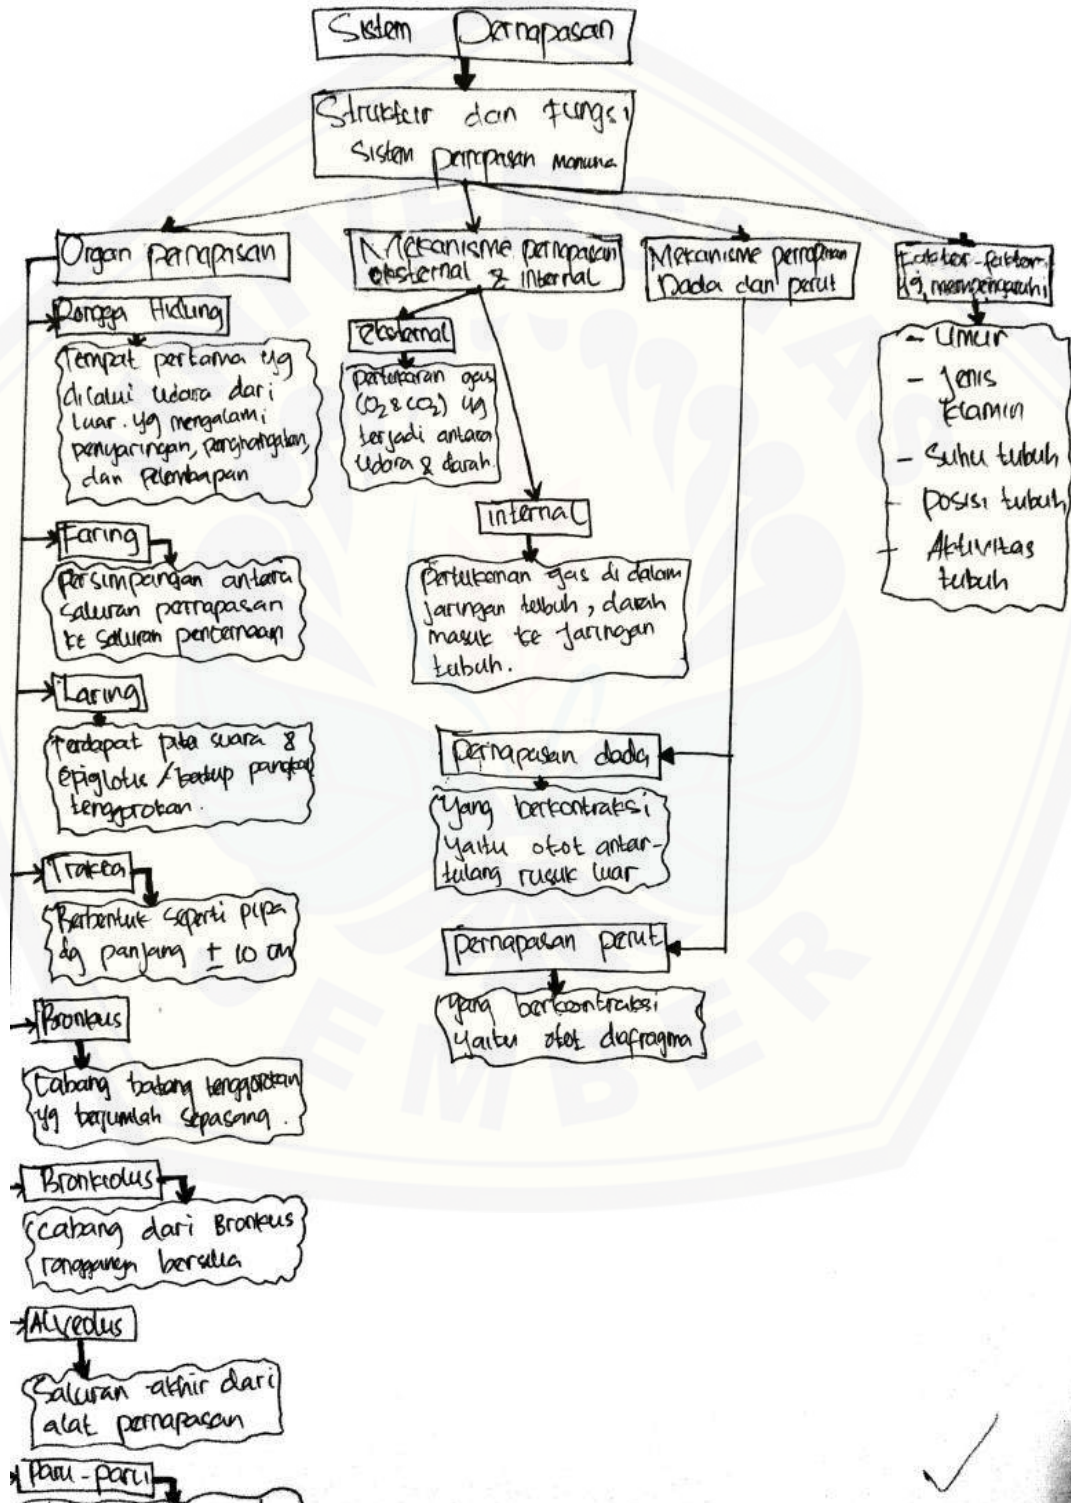 Sistem Pernapasan
Struktur dan Fungsi
Sistem pernapasan manusia
Organ pernapasan
Rongga Hidung
Tempat pertama yg
dilalui udara dari
luar. yg mengalami
penyaringan, penghangatan,
dan pelembapan
Faring
Persimpangan antara
saluran pernapasan
ke saluran pencernaan
Laring
Terdapat pita suara &
epiglotis / katup pangkal
tenggorokan.
Trakea
Berbentuk seperti pipa
dg panjang ± 10 cm
Bronkus
Cabang batang tenggorokan
yg berjumlah sepasang.
Bronkiolus
Cabang dari Bronkus
rongganya bersilia
Alveolus
Saluran akhir dari
alat pernapasan
Paru-paru
Mekanisme pernapasan
eksternal & internal
Eksternal
pertukaran gas
(O2 & CO2) yg
terjadi antara
udara & darah.
internal
Pertukaran gas di dalam
jaringan tubuh, darah
masuk ke jaringan
tubuh.
Mekanisme pernapasan
Dada dan perut
Pernapasan dada
Yang berkontraksi
yaitu otot antar-
tulang rusuk luar
pernapasan perut
yang berkontraksi
yaitu otot diafragma
Faktor-faktor
yg mempengaruhi
- Umur
- Jenis
Klamin
- Suhu tubuh
- Posisi tubuh
- Aktivitas
tubuh
JEMBER